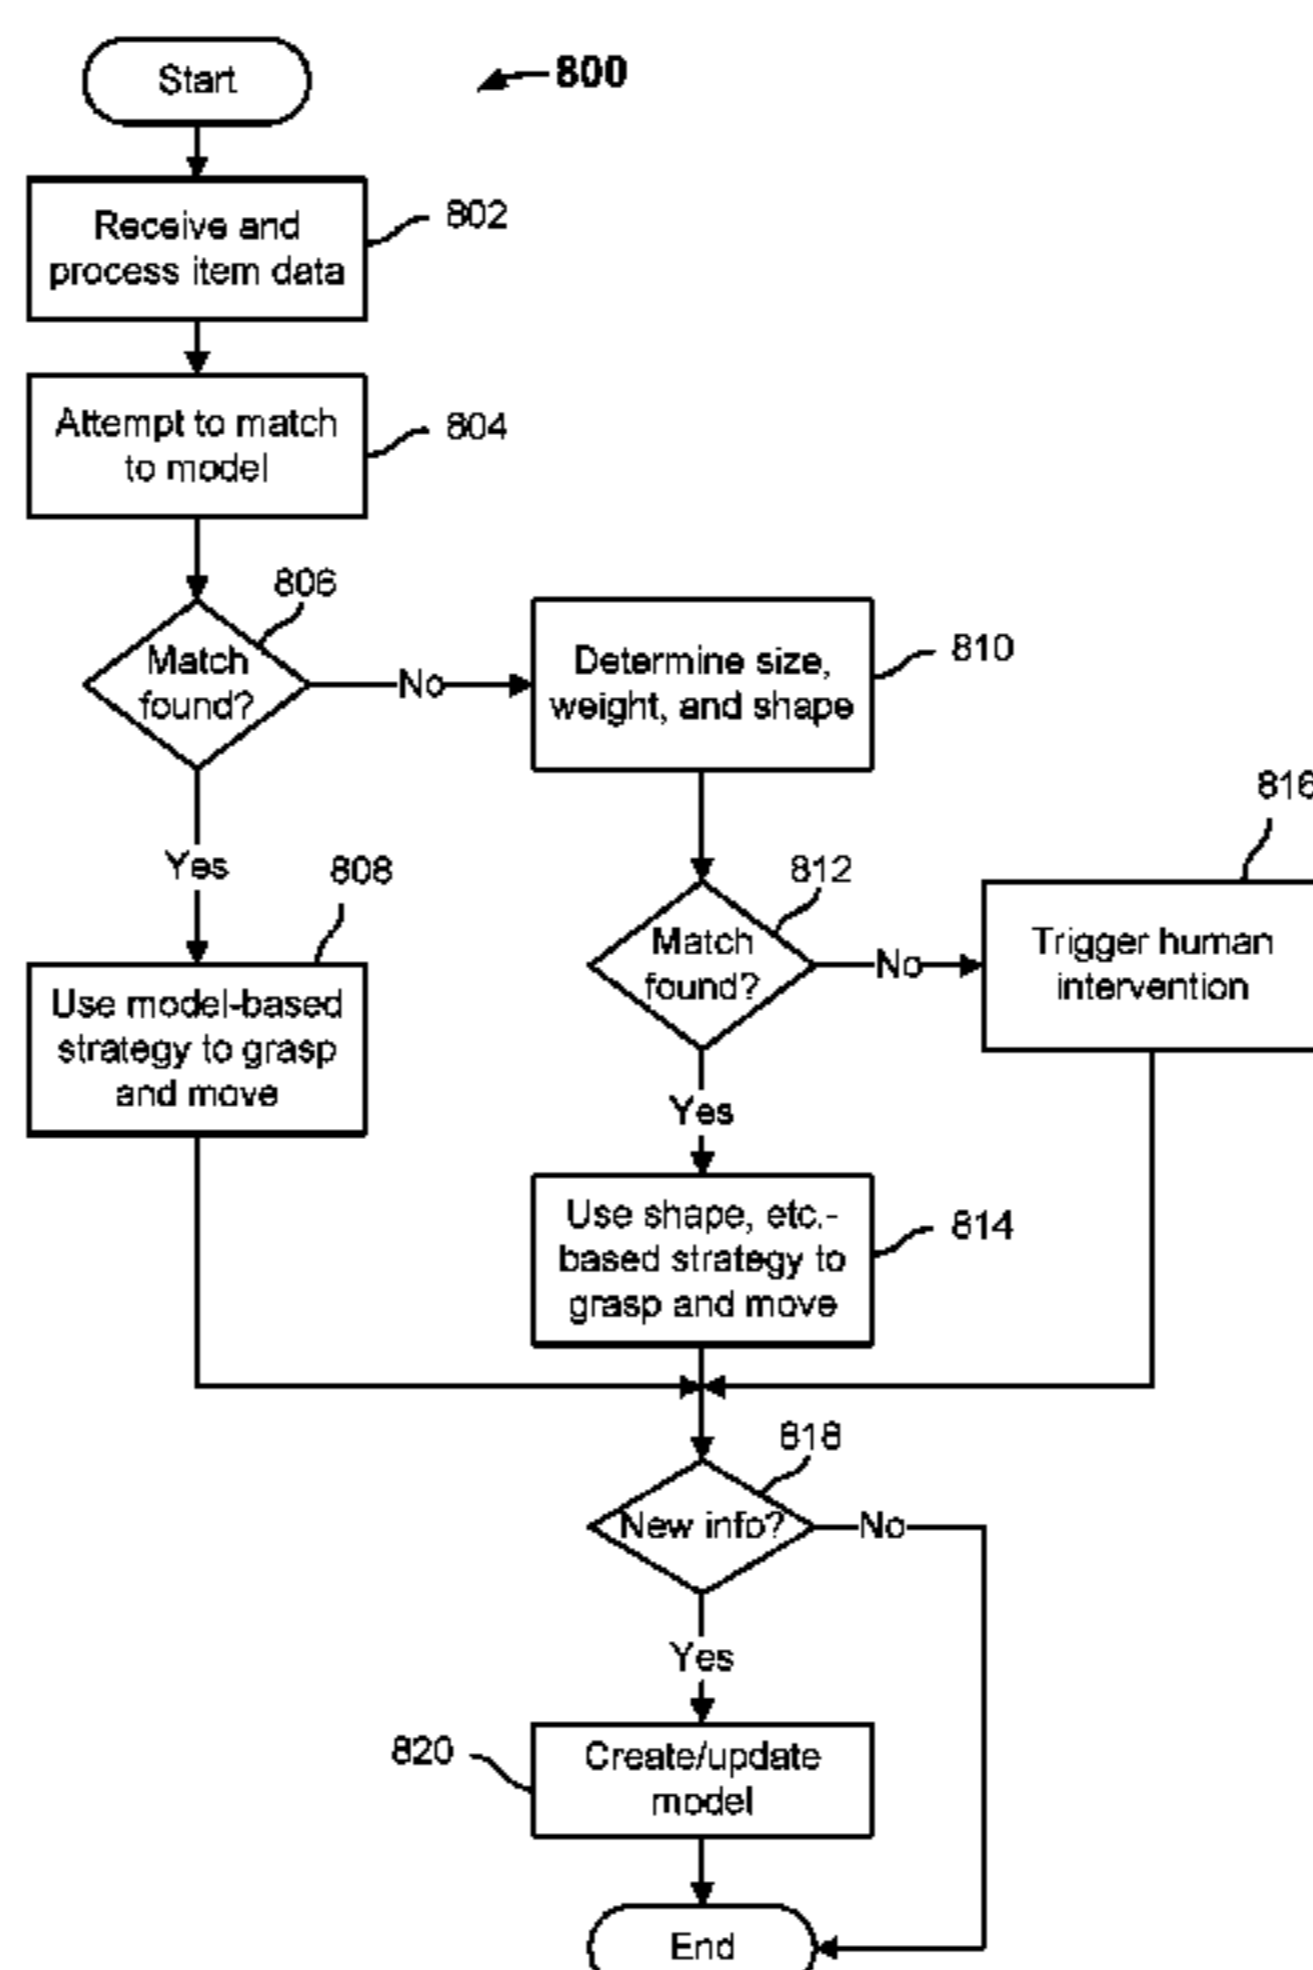 Start
800
Receive and
process item data
802
Attempt to match
to model
804
806
Match
found?
No
Determine size,
weight, and shape
810
Yes
808
812
816
Use model-based
strategy to grasp
and move
Match
found?
No
Trigger human
intervention
Yes
Use shape, etc.-
based strategy to
grasp and move
814
818
New info?
No
Yes
820
Create/update
model
End